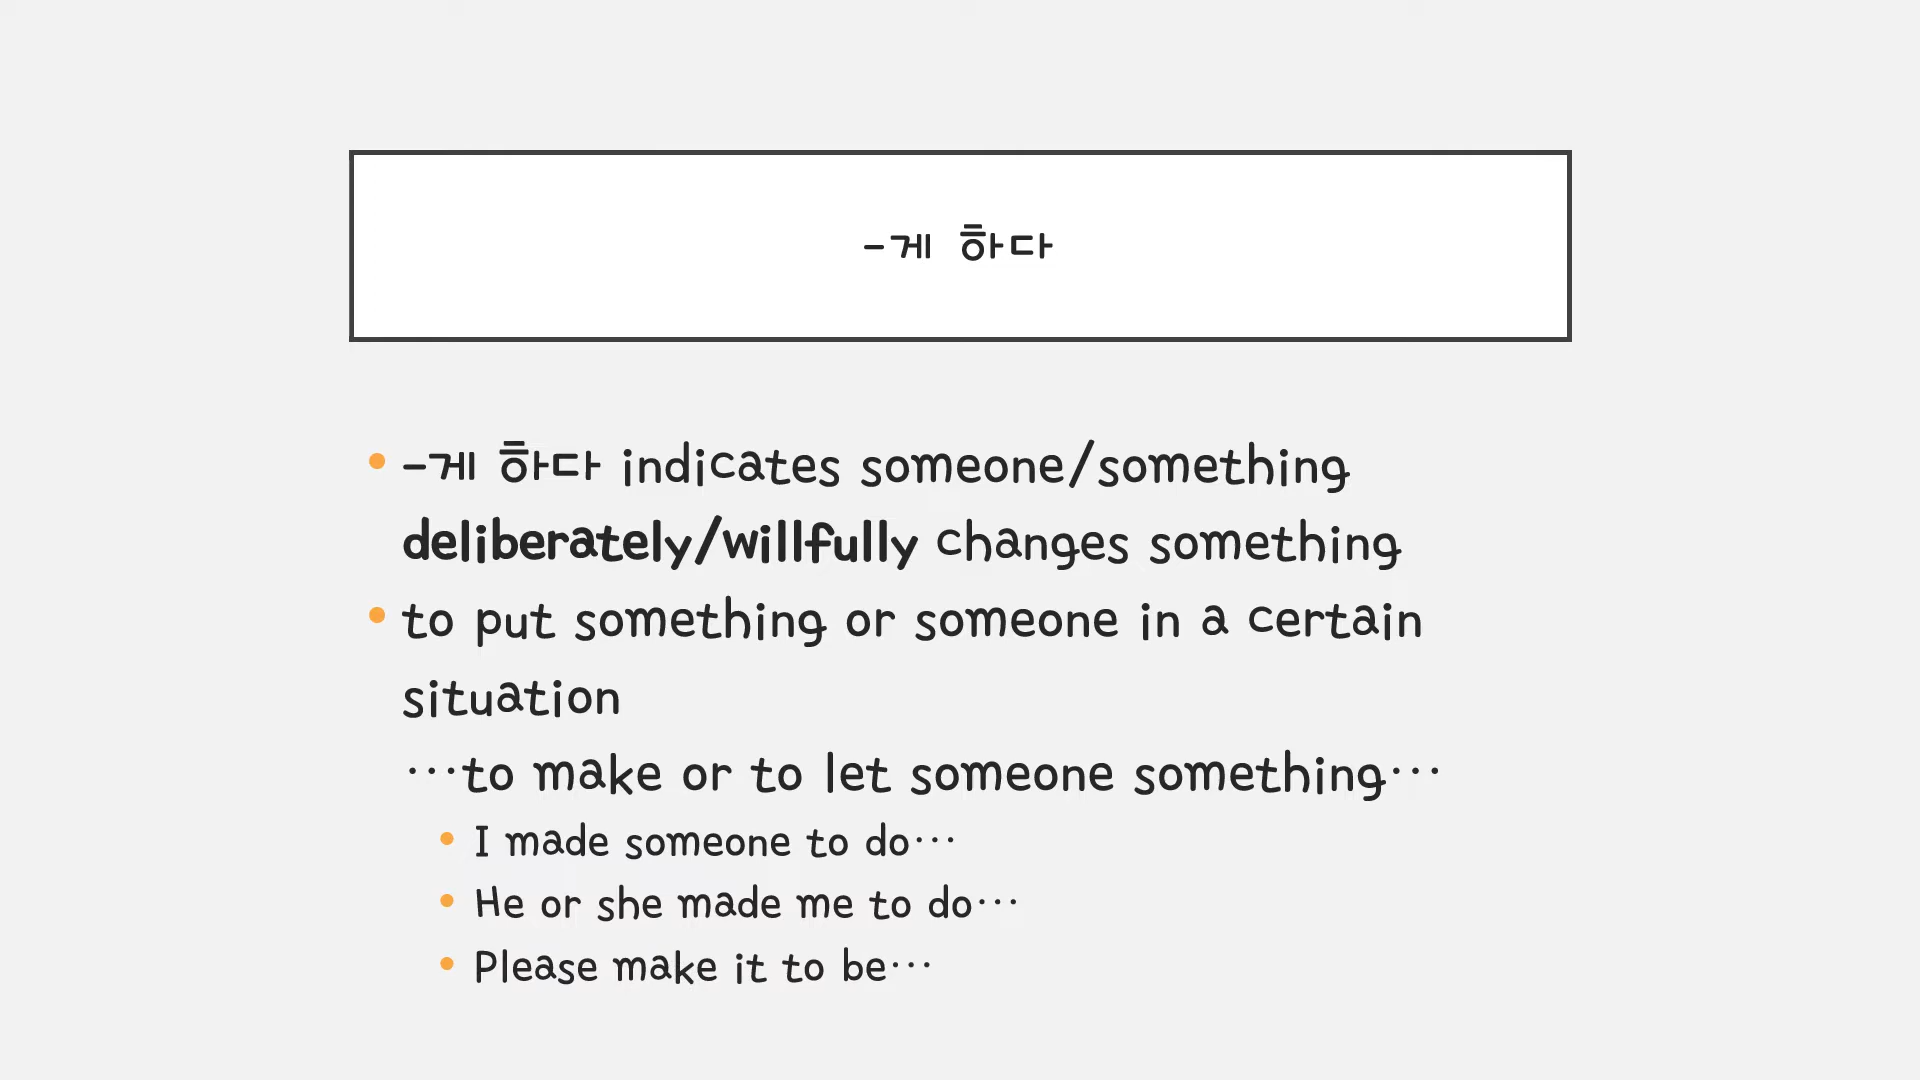 -게 하다
• -게 하다 indicates someone/something
deliberately/willfully changes something
• to put something or someone in a certain
situation
···to make or to let someone something···
• I made someone to do···
• He or she made me to do···
• Please make it to be···